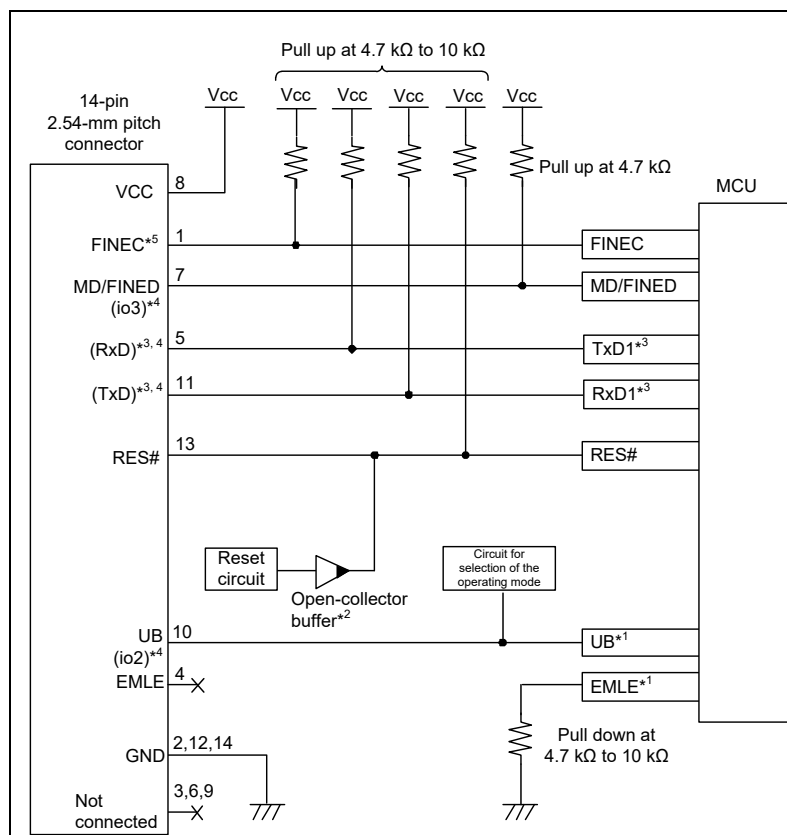 Pull up at 4.7 kΩ to 10 kΩ
14-pin
2.54-mm pitch
connector
Vcc Vcc Vcc Vcc Vcc Vcc
Pull up at 4.7 kΩ
MCU
VCC 8
FINEC*5 1 FINEC
MD/FINED 7 MD/FINED
(io3)*4
(RxD)*3, 4 5 TxD1*3
(TxD)*3, 4 11 RxD1*3
RES# 13 RES#
Reset
circuit
Open-collector
buffer*2
Circuit for
selection of the
operating mode
UB 10 UB*1
(io2)*4
EMLE 4 EMLE*1
Pull down at
4.7 kΩ to 10 kΩ
GND 2,12,14
Not
connected
3,6,9